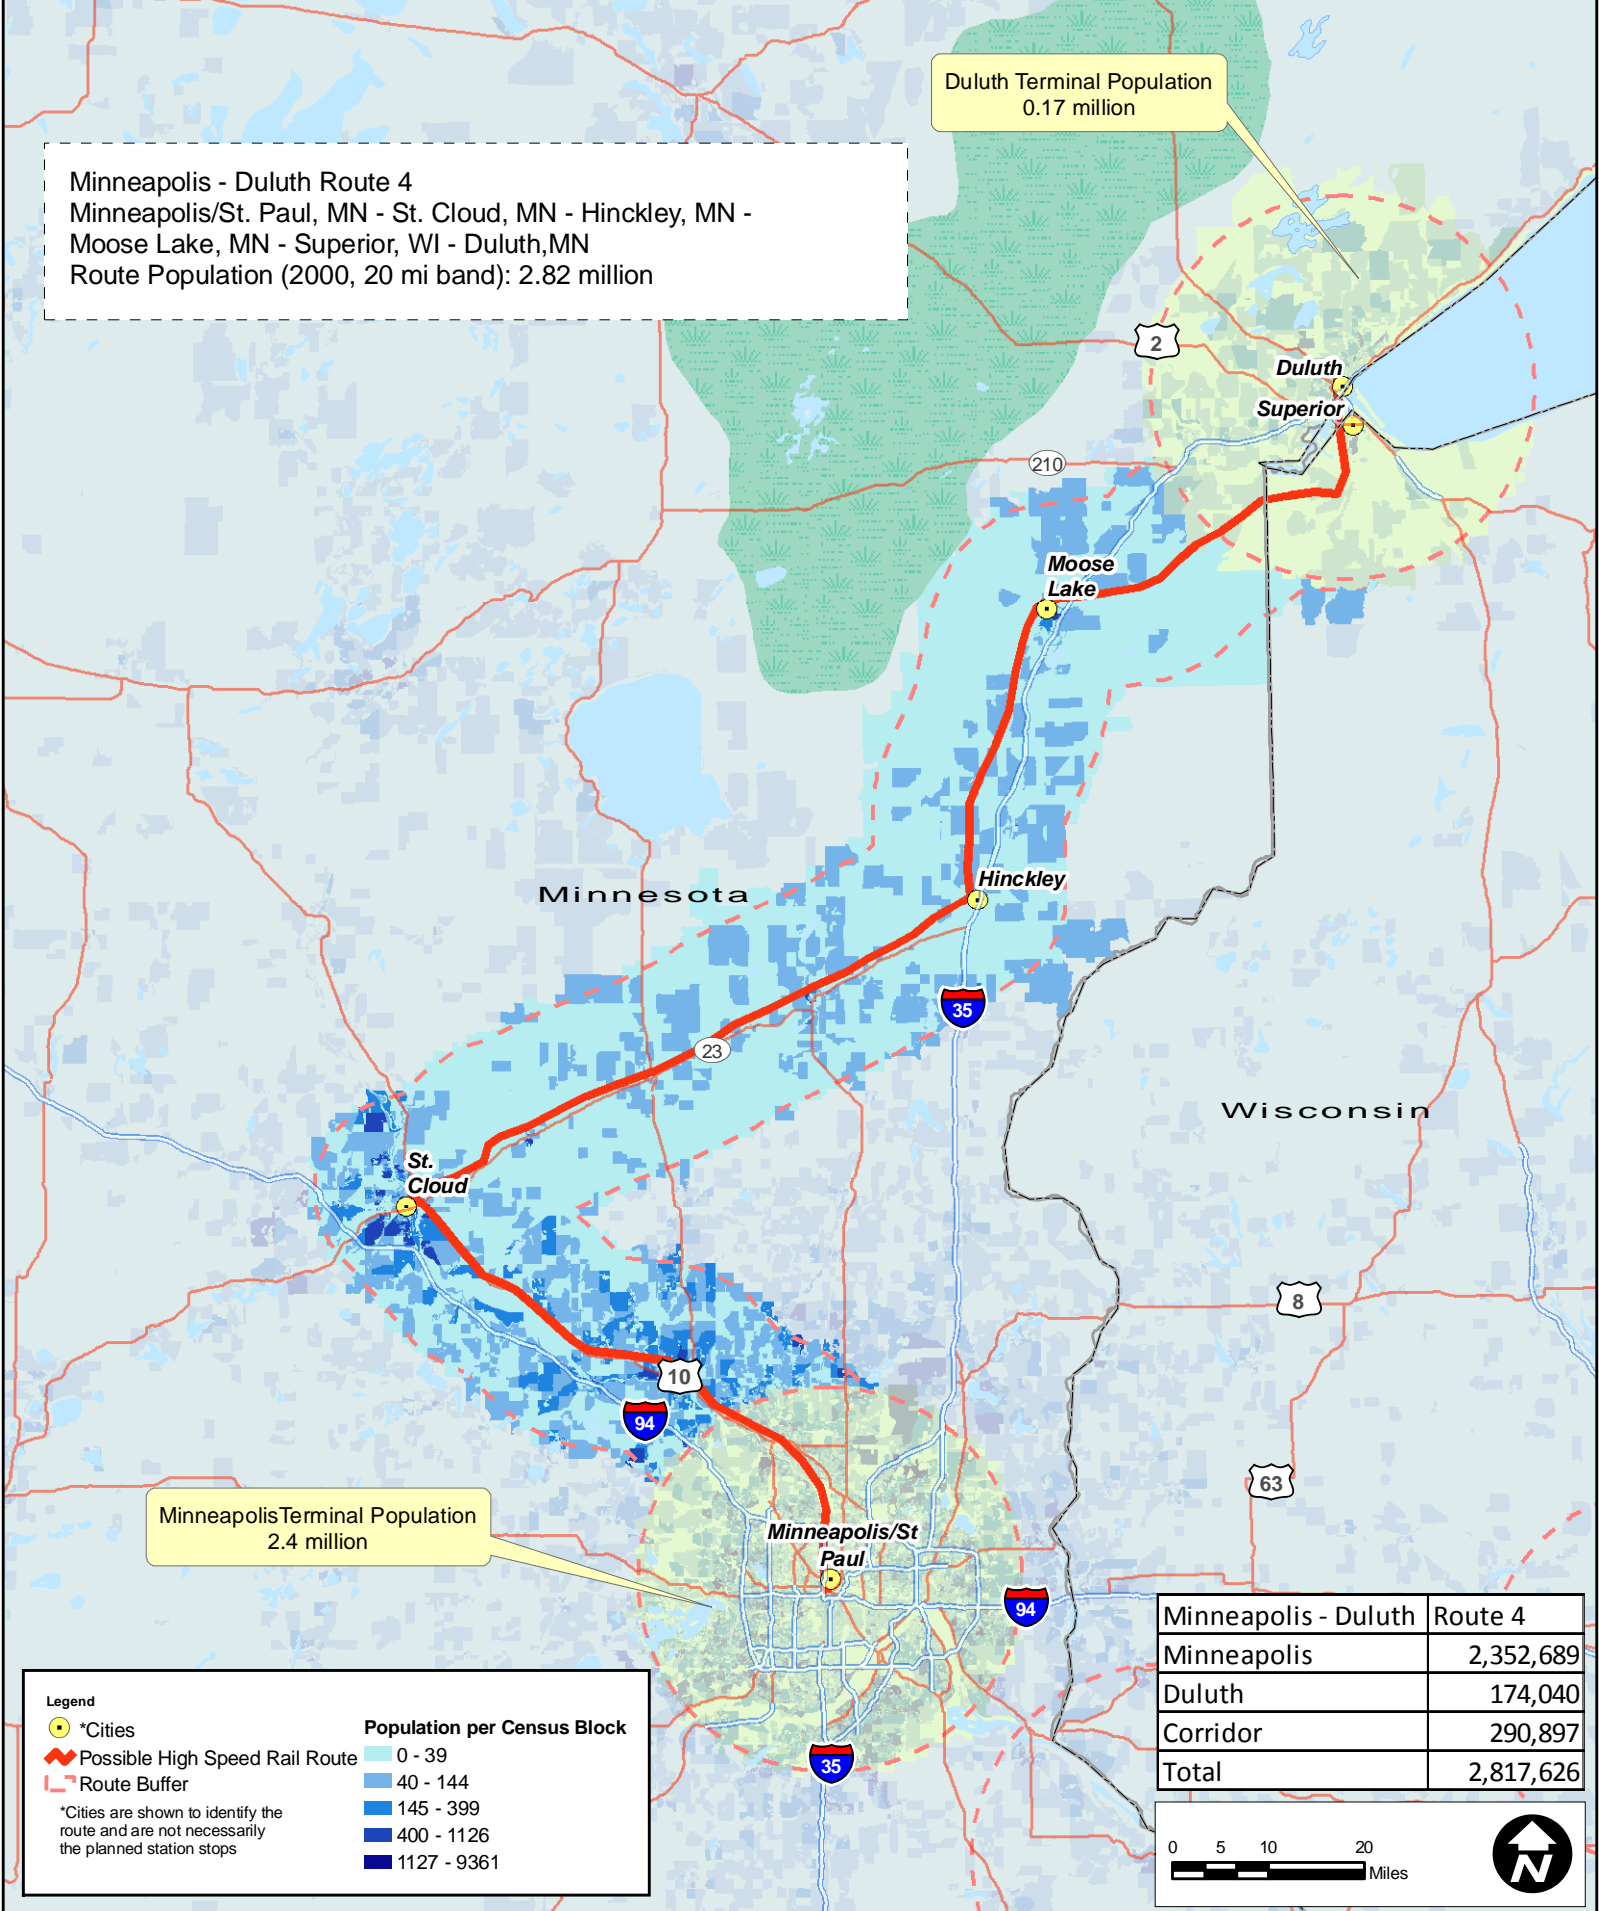 Duluth Terminal Population
0.17 million
Minneapolis - Duluth Route 4
Minneapolis/St. Paul, MN - St. Cloud, MN - Hinckley, MN -
Moose Lake, MN - Superior, WI - Duluth,MN
Route Population (2000, 20 mi band): 2.82 million
2
Duluth
Superior
210
Moose
Lake
Minnesota
Hinckley
35
23
Wisconsin
St.
Cloud
8
10
94
63
MinneapolisTerminal Population
2.4 million
Minneapolis/St
Paul
94
35
Minneapolis - Duluth Route 4
Minneapolis 2,352,689
Duluth 174,040
Corridor 290,897
Total 2,817,626
Legend
*Cities
Possible High Speed Rail Route
Route Buffer
*Cities are shown to identify the
route and are not necessarily
the planned station stops
Population per Census Block
0 - 39
40 - 144
145 - 399
400 - 1126
1127 - 9361
0 5 10 20
Miles
N